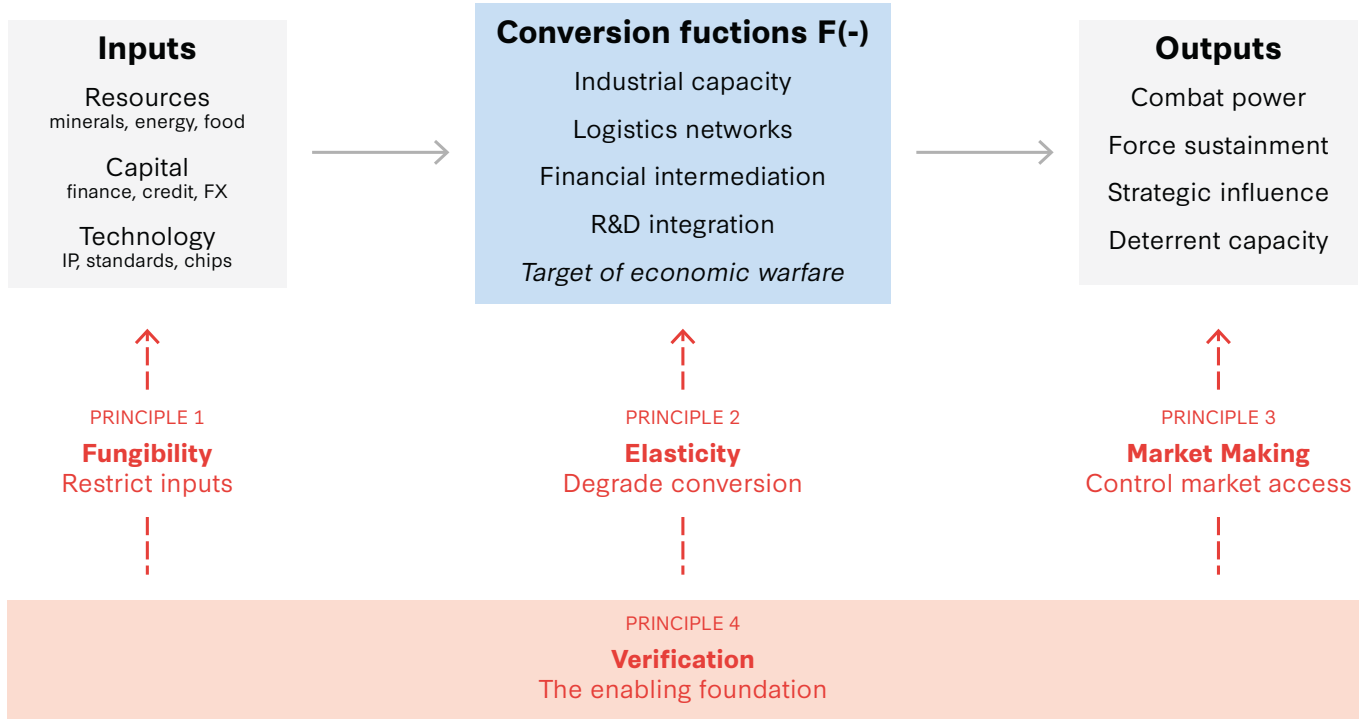 Inputs
Resources
minerals, energy, food
Capital
finance, credit, FX
Technology
IP, standards, chips
Conversion fuctions F(-)
Industrial capacity
Logistics networks
Financial intermediation
R&D integration
Target of economic warfare
Outputs
Combat power
Force sustainment
Strategic influence
Deterrent capacity
PRINCIPLE 1
Fungibility
Restrict inputs
PRINCIPLE 2
Elasticity
Degrade conversion
PRINCIPLE 3
Market Making
Control market access
PRINCIPLE 4
Verification
The enabling foundation